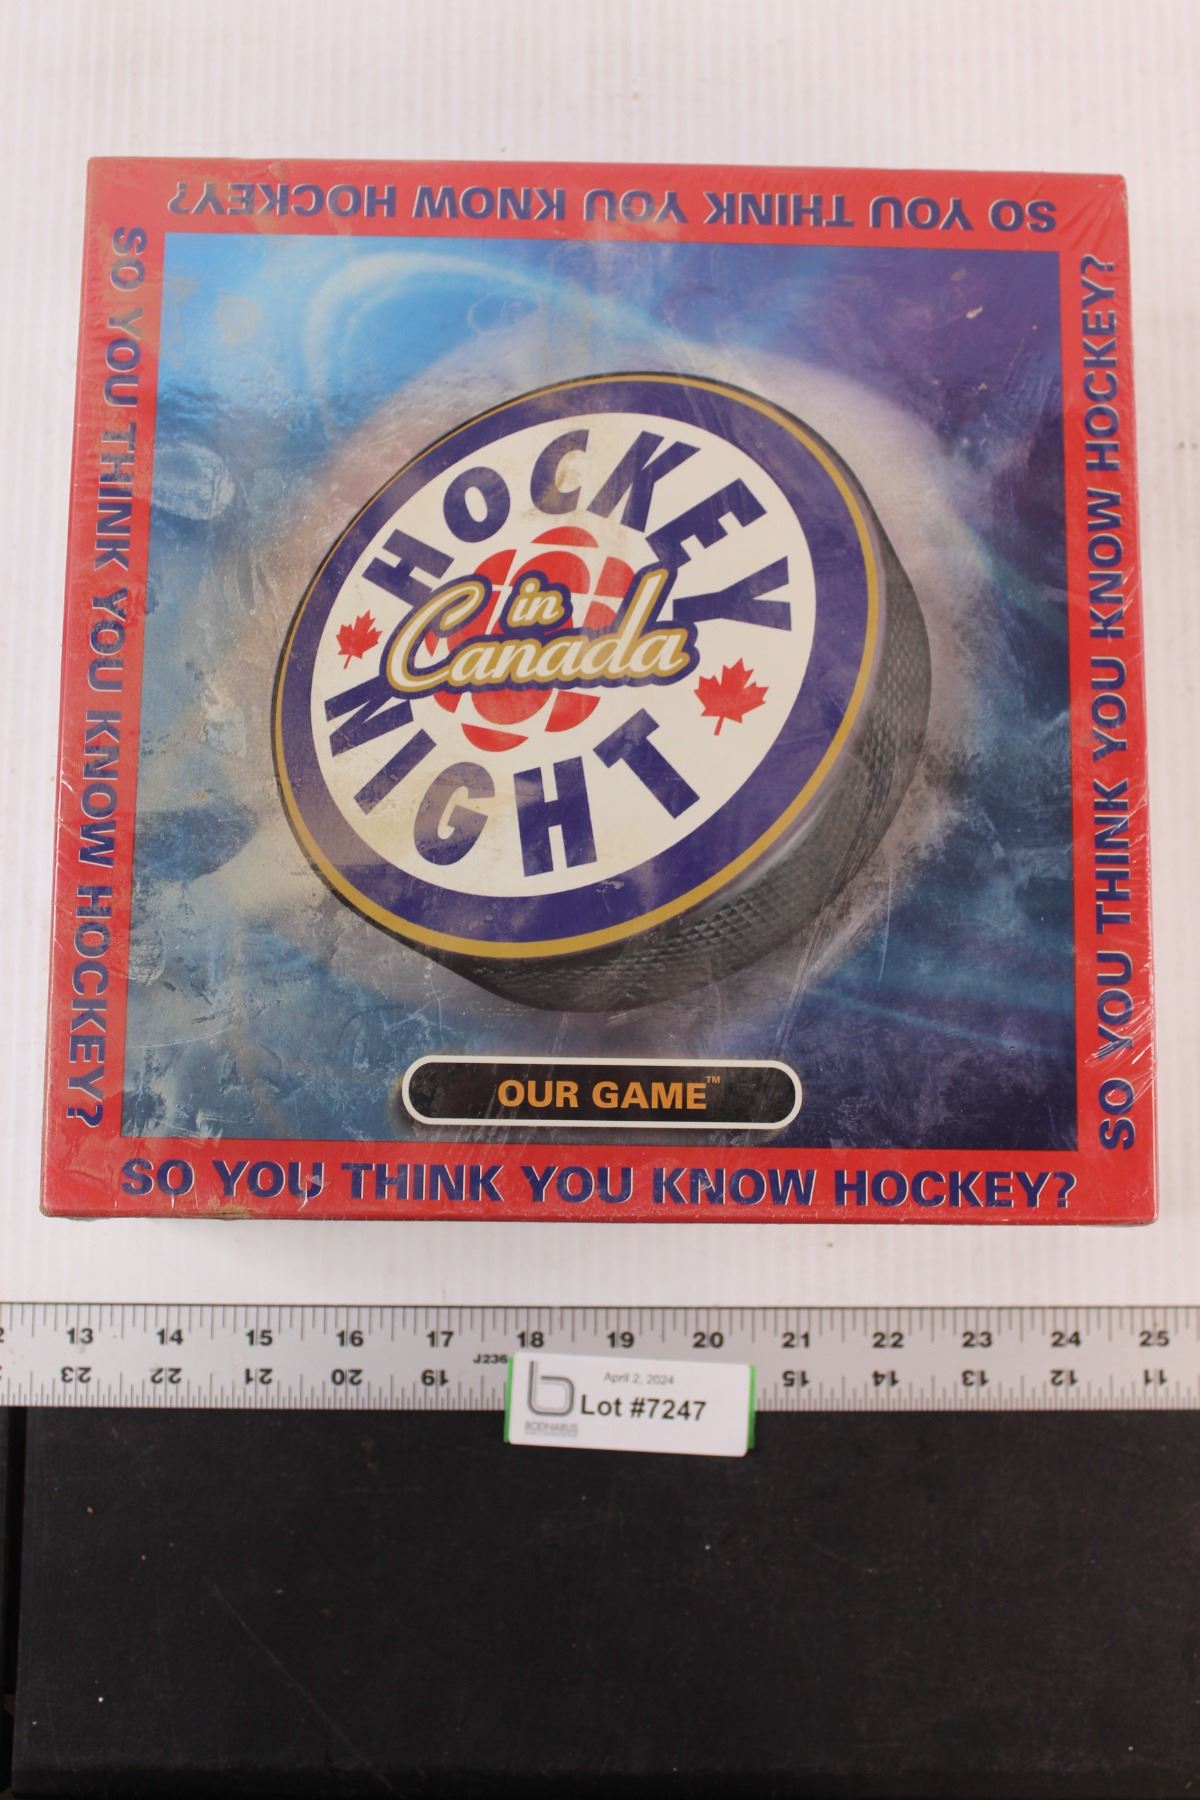 SO YOU THINK YOU KNOW HOCKEY?
SO YOU THINK YOU KNOW HOCKEY?
SO YOU THINK YOU KNOW HOCKEY?
HOCKEY
in
Canada
NIGHT
OUR GAME™
SO YOU THINK YOU KNOW HOCKEY?
2 13 14 15 16 17 18 19 20 21 22 23 24 25
23 22 21 20 19 15 14 13 12 11
J236
April 2, 2024
b Lot #7247
BODNARUS